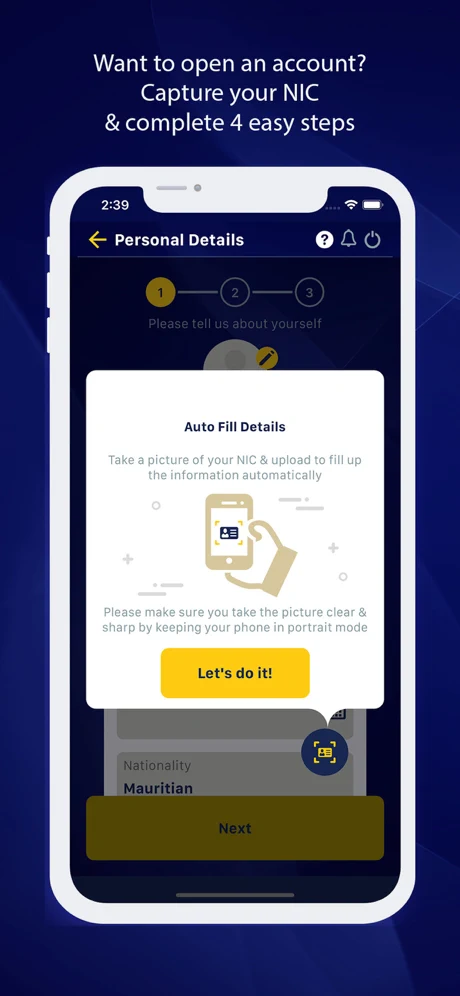 Want to open an account?
Capture your NIC
& complete 4 easy steps
2:39
Personal Details
?
1 2 3
Please tell us about yourself
Auto Fill Details
Take a picture of your NIC & upload to fill up
the information automatically
Please make sure you take the picture clear &
sharp by keeping your phone in portrait mode
Let's do it!
Nationality
Mauritian
Next